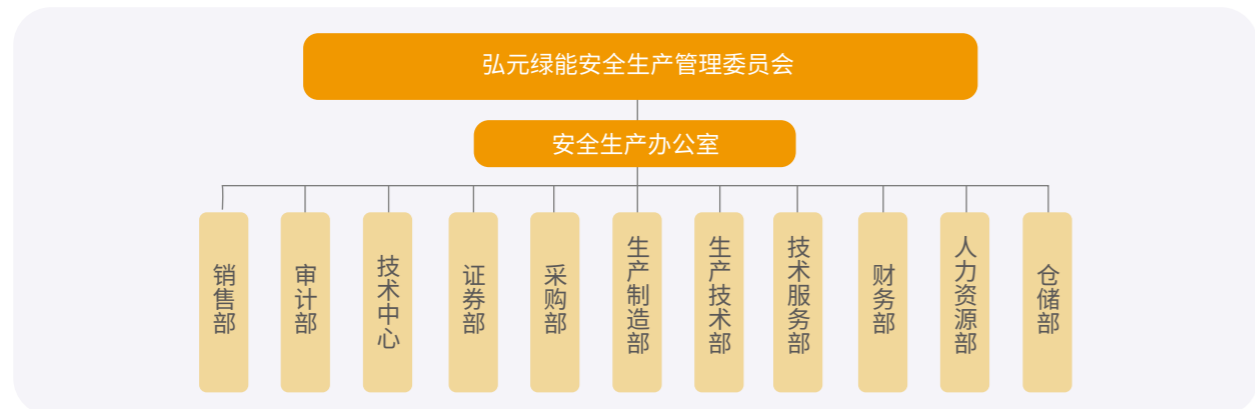 弘元绿能安全生产管理委员会
安全生产办公室
销售部
审计部
技术中心
证券部
采购部
生产制造部
生产技术部
技术服务部
财务部
人力资源部
仓储部